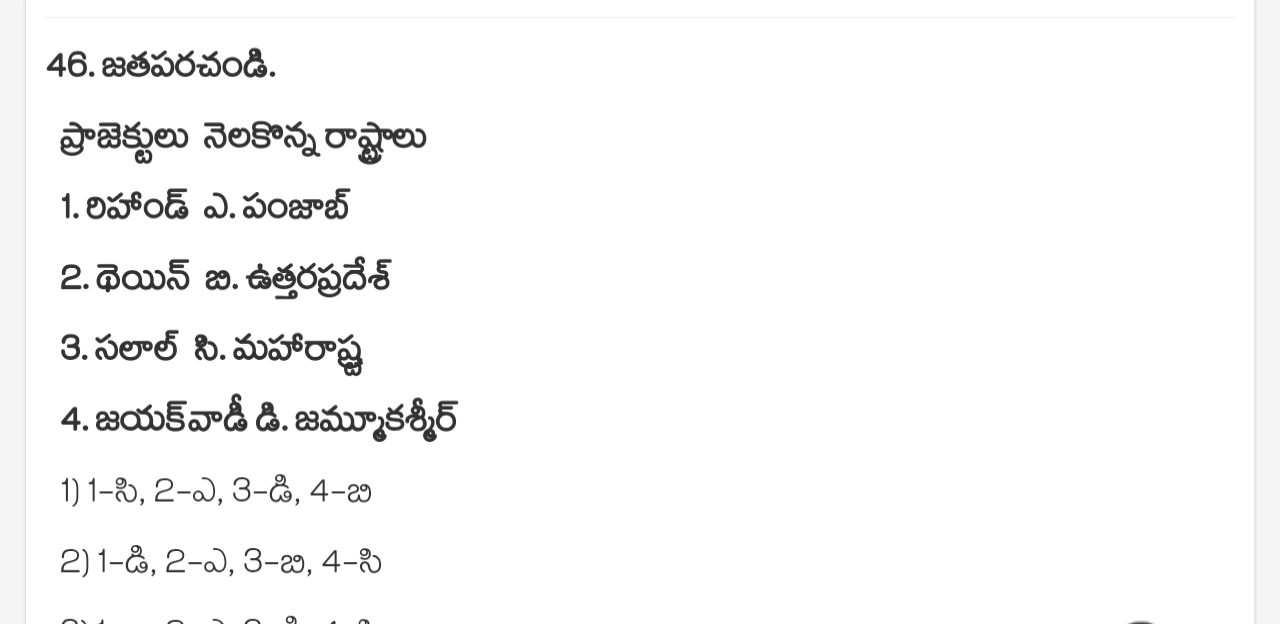 46. జతపరచండి.
ప్రాజెక్టులు నెలకొన్న రాష్ట్రాలు
1. రిహాండ్ ఎ. పంజాబ్
2. థెయిన్ బి. ఉత్తరప్రదేశ్
3. సలాల్ సి. మహారాష్ట్ర
4. జయక్‌వాడీ డి. జమ్మూకశ్మీర్
1) 1-సి, 2-ఎ, 3-డి, 4-బి
2) 1-డి, 2-ఎ, 3-బి, 4-సి